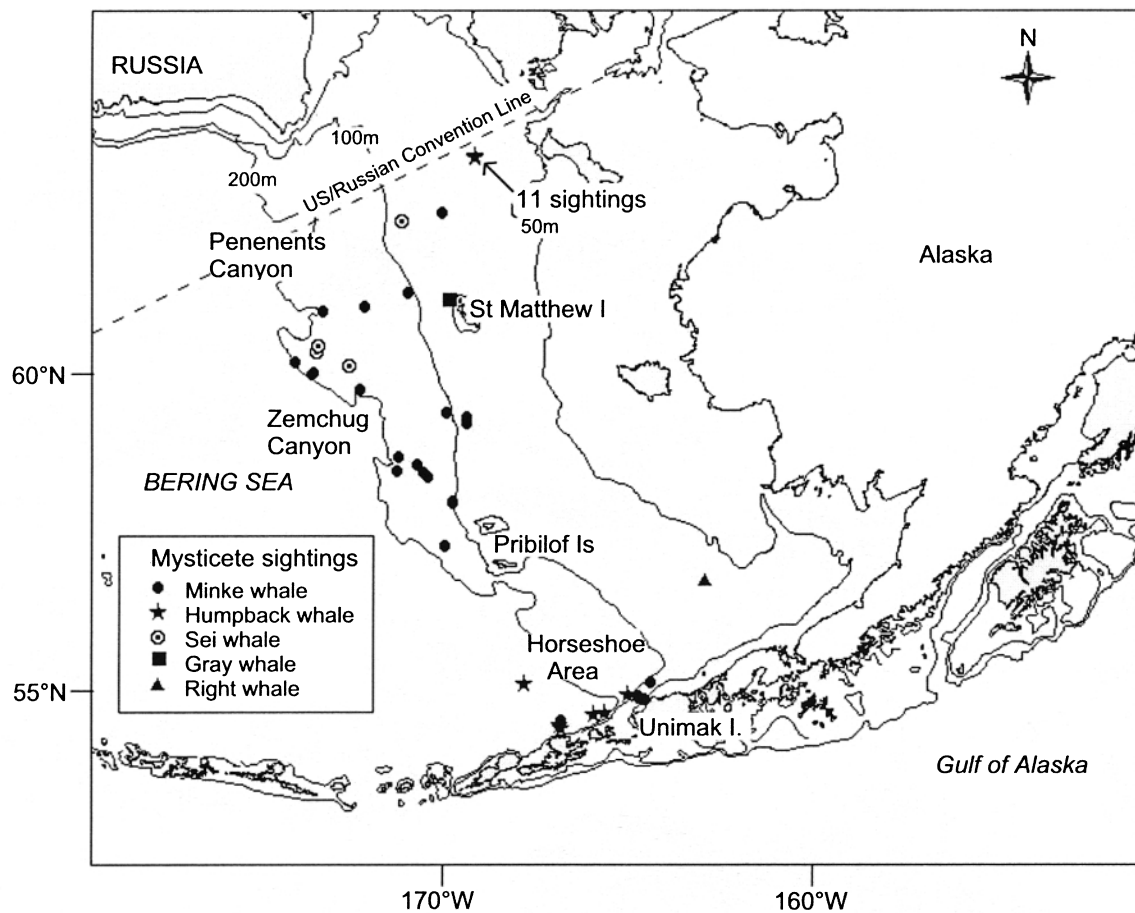 N
RUSSIA
US/Russian Convention Line
100m
200m
11 sightings
50m
Penenents
Canyon
Alaska
St Matthew I
60°N
Zemchug
Canyon
BERING SEA
Pribilof Is
Mysticete sightings
Minke whale
Humpback whale
Sei whale
Gray whale
Right whale
Horseshoe
Area
55°N
Unimak I.
Gulf of Alaska
170°W
160°W